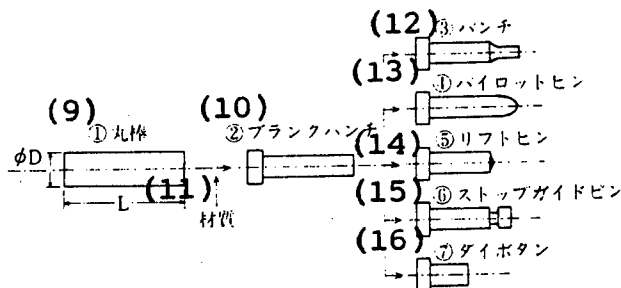 (12) ③パンチ
(13)
(9) (10) ④パイロットピン
①丸棒 ②ブランクパンチ (14)
φD ⑤リフトピン
(11) (15)
L 材質 ⑥ストップガイドピン
(16)
⑦ダイボタン